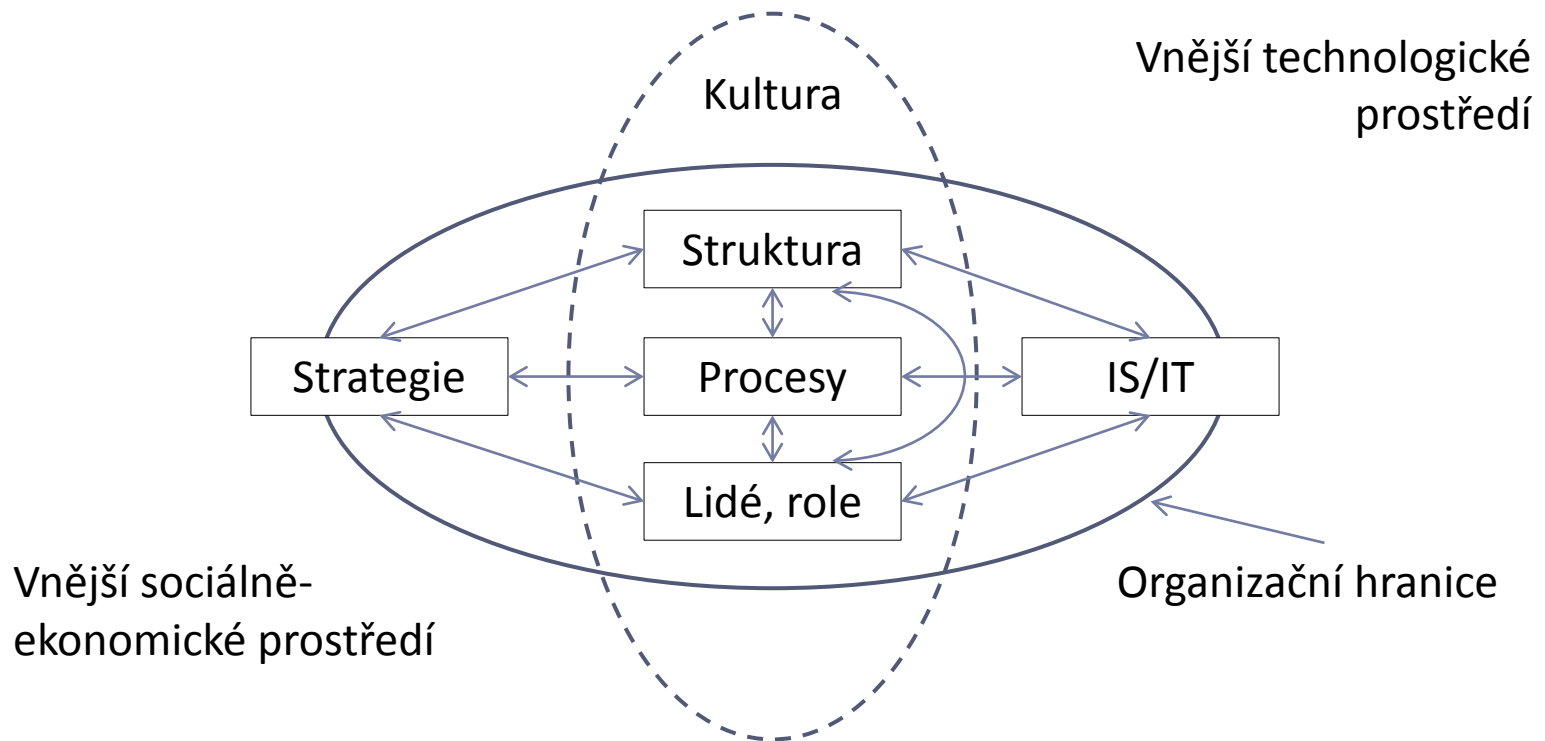 Vnější technologické
prostředí
Kultura
Struktura
Strategie
Procesy
IS/IT
Lidé, role
Vnější sociálně-
ekonomické prostředí
Organizační hranice